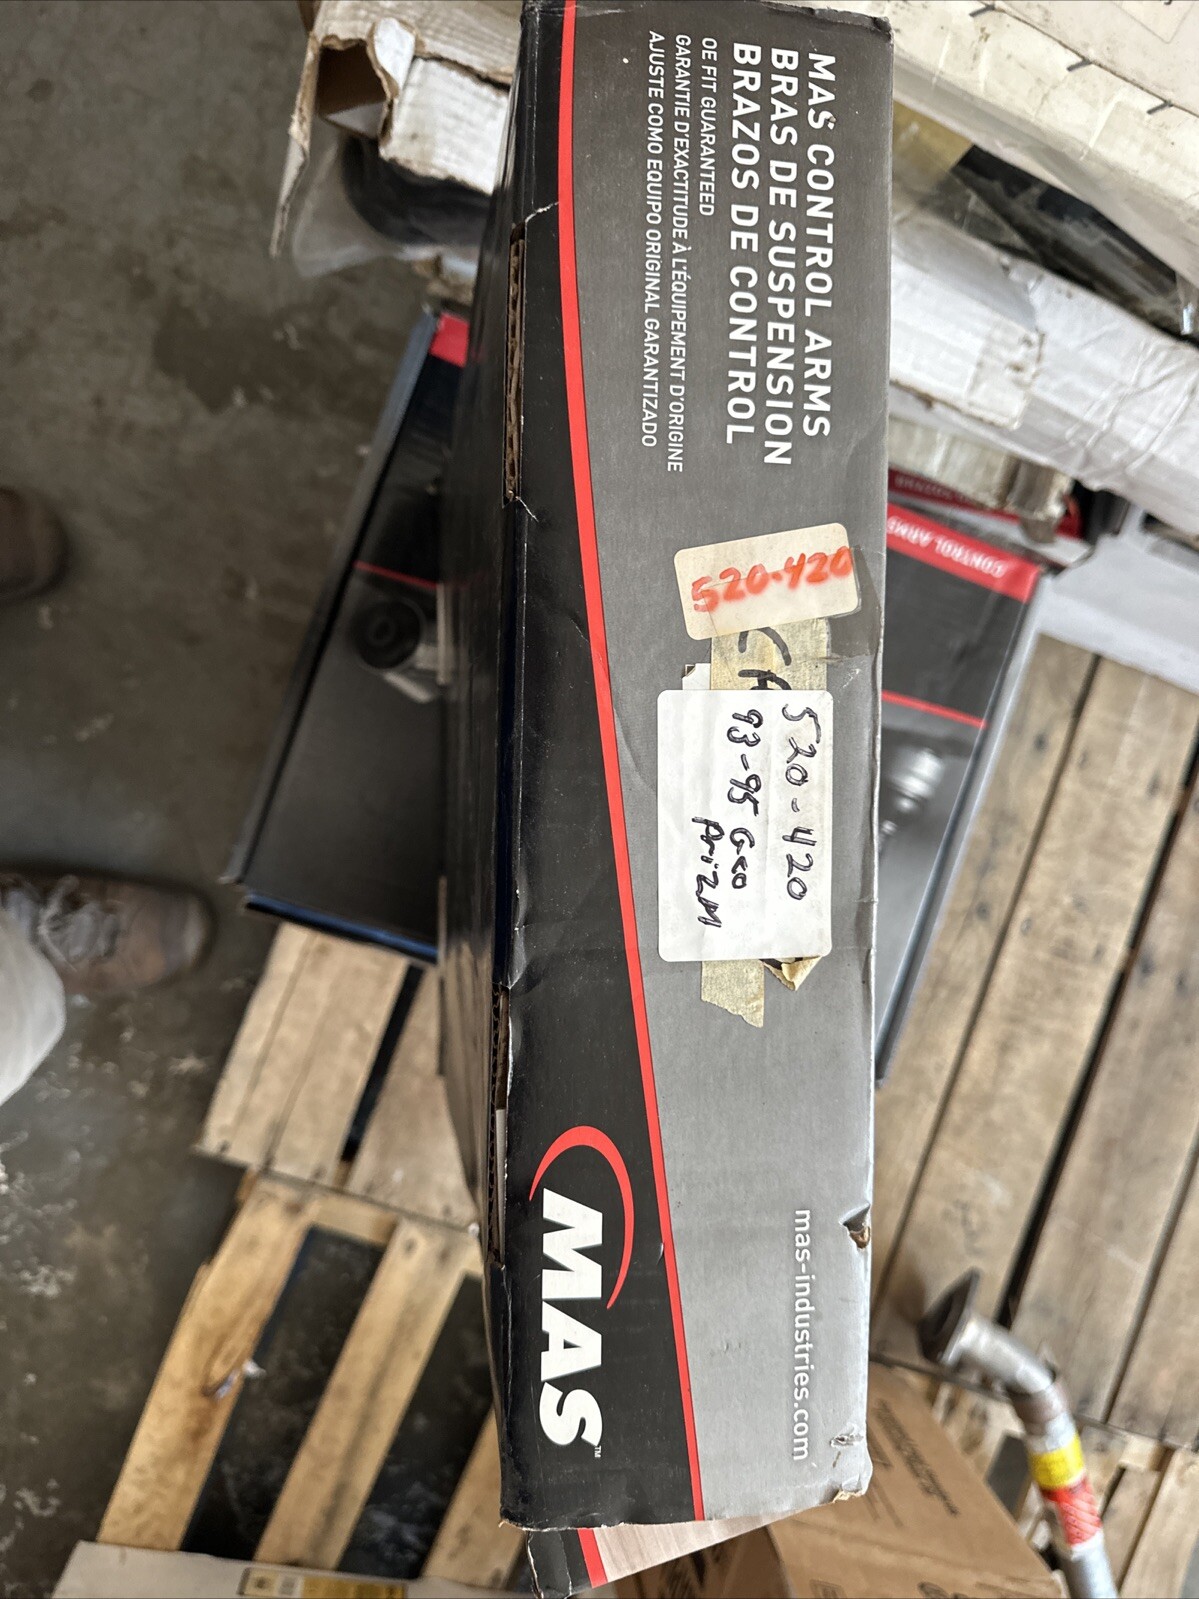 MAS CONTROL ARMS
BRAS DE SUSPENSION
BRAZOS DE CONTROL
OE FIT GUARANTEED
GARANTIE D'EXACTITUDE À L'ÉQUIPEMENT D'ORIGINE
AJUSTE COMO EQUIPO ORIGINAL GARANTIZADO
520-420
520-420
93-95 Geo
Prizm
mas-industries.com
MAS™
CONTROL ARMS